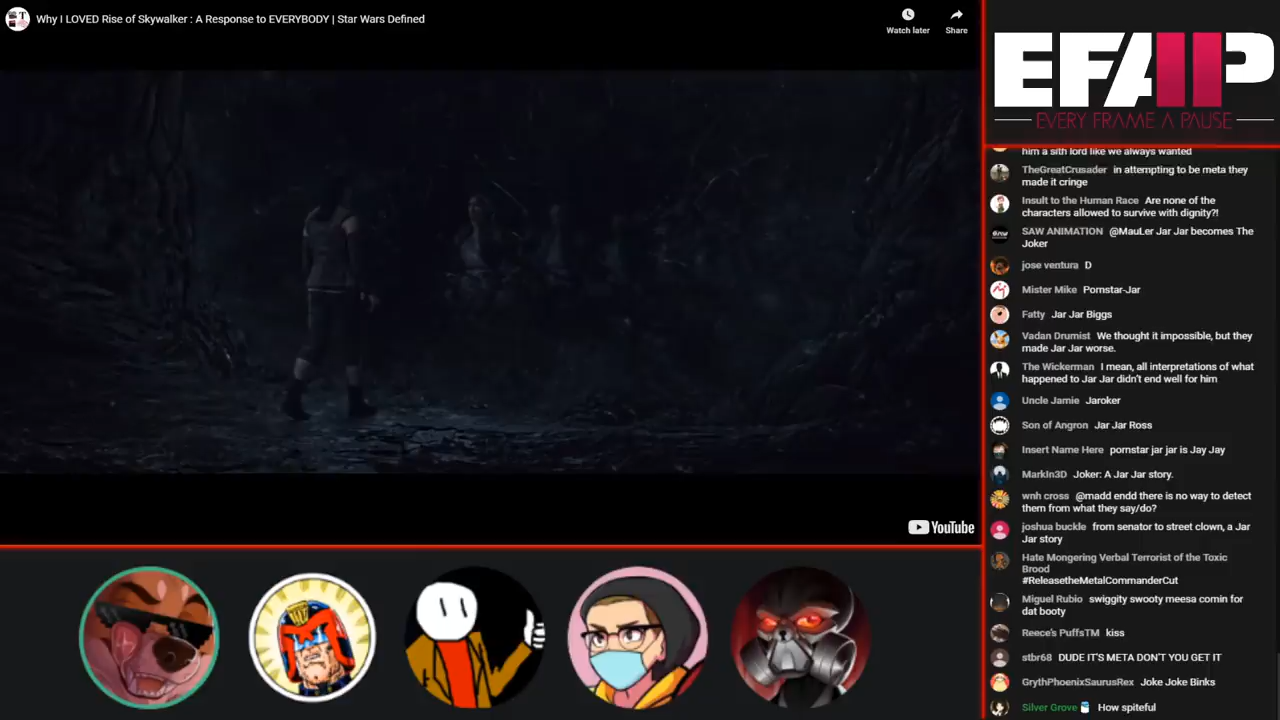 Why I LOVED Rise of Skywalker : A Response to EVERYBODY | Star Wars Defined
Watch later
Share
YouTube
EFAP
EVERY FRAME A PAUSE
him a sith lord like we always wanted
TheGreatCrusader in attempting to be meta they
made it cringe
Insult to the Human Race Are none of the
characters allowed to survive with dignity?!
SAW ANIMATION @MauLer Jar Jar becomes The
Joker
jose ventura D
Mister Mike Pornstar-Jar
Fatty Jar Jar Biggs
Vadan Drumist We thought it impossible, but they
made Jar Jar worse.
The Wickerman I mean, all interpretations of what
happened to Jar Jar didn't end well for him
Uncle Jamie Jaroker
Son of Angron Jar Jar Ross
Insert Name Here pornstar jar jar is Jay Jay
MarkIn3D Joker: A Jar Jar story.
wnh cross @madd endd there is no way to detect
them from what they say/do?
joshua buckle from senator to street clown, a Jar
Jar story
Hate Mongering Verbal Terrorist of the Toxic
Brood
#ReleasetheMetalCommanderCut
Miguel Rubio swiggity swooty meesa comin for
dat booty
Reece's PuffsTM kiss
stbr68 DUDE IT'S META DON'T YOU GET IT
GrythPhoenixSaurusRex Joke Joke Binks
Silver Grove How spiteful